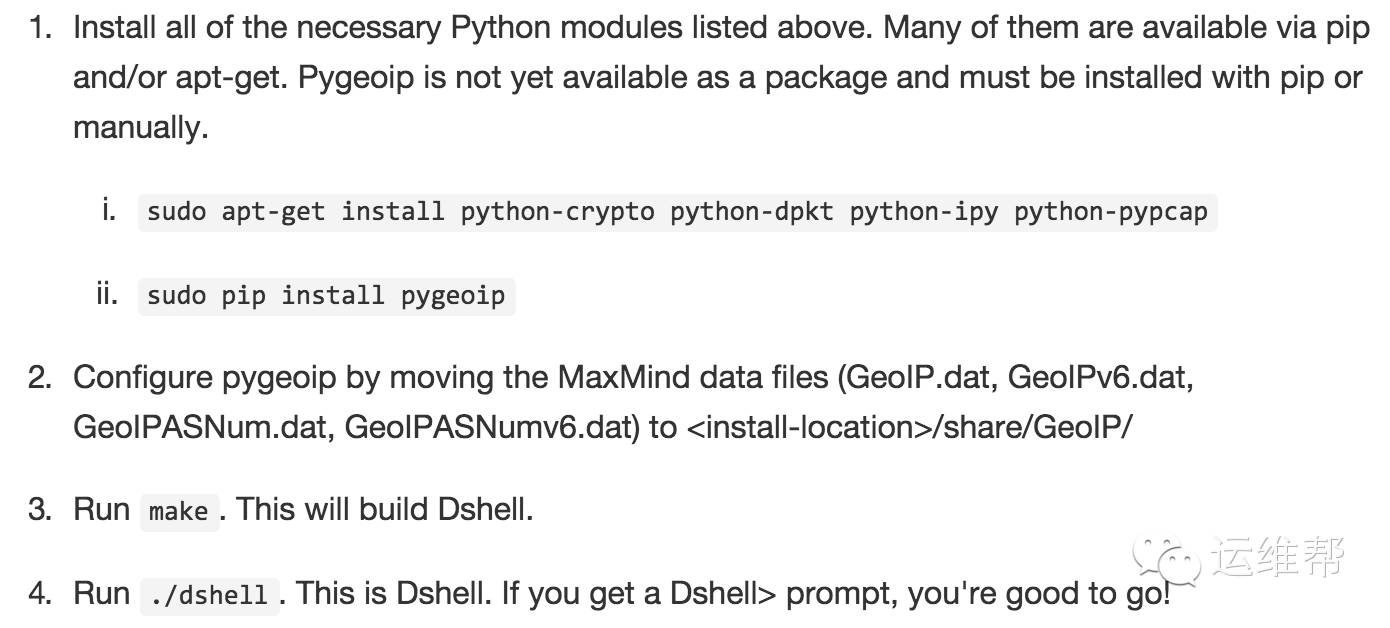 1. Install all of the necessary Python modules listed above. Many of them are available via pip
and/or apt-get. Pygeoip is not yet available as a package and must be installed with pip or
manually.
i. sudo apt-get install python-crypto python-dpkt python-ipy python-pypcap
ii. sudo pip install pygeoip
2. Configure pygeoip by moving the MaxMind data files (GeoIP.dat, GeoIPv6.dat,
GeoIPASNum.dat, GeoIPASNumv6.dat) to <install-location>/share/GeoIP/
3. Run make . This will build Dshell.
4. Run ./dshell . This is Dshell. If you get a Dshell> prompt, you're good to go!
运维帮